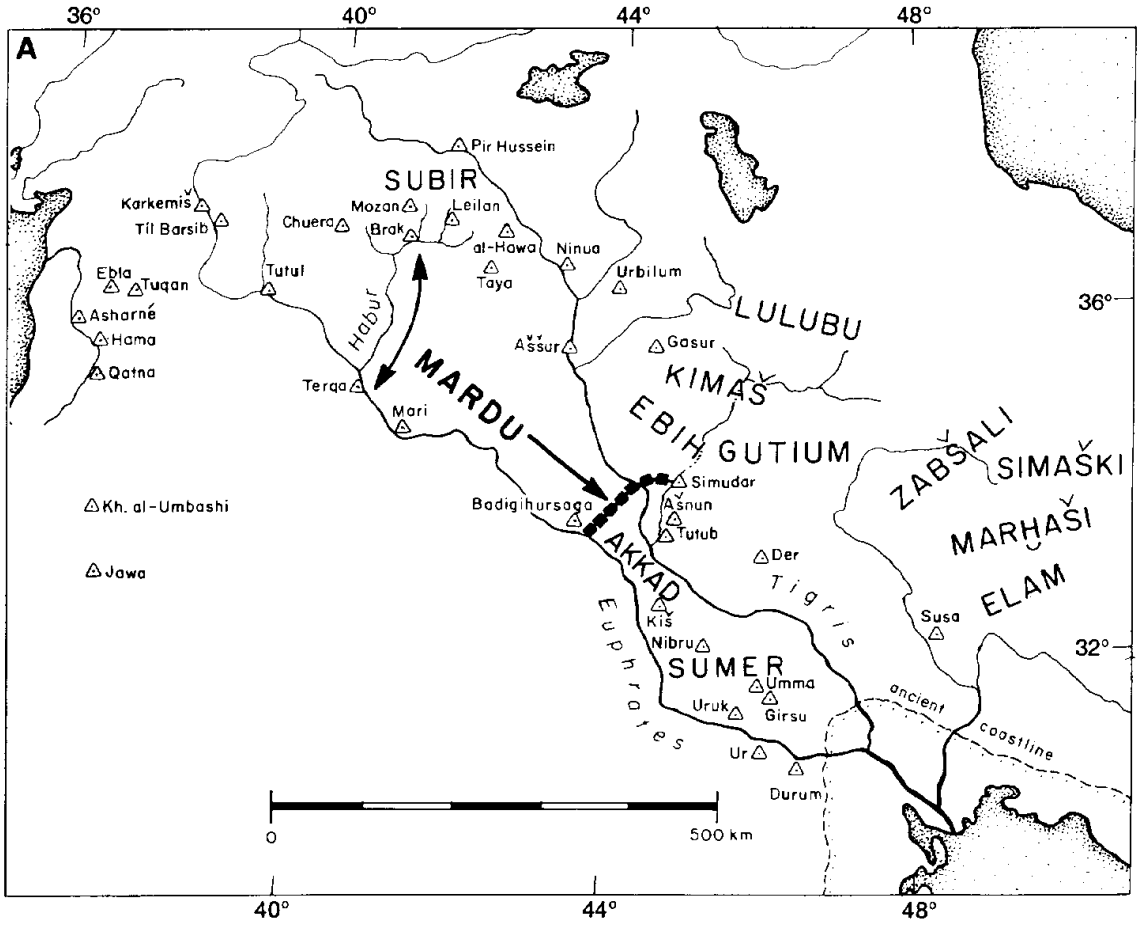 36° 40° 44° 48°
A
Pir Hussein
SUBIR
Karkemiš
Mozan
Leilan
Til Barsib
Chuera
Brak
al-Hawa
Ninua
Taya
Urbilum
Ebla
Tuqan
Tutul
36°
Asharné
Habur
LULUBU
Hama
Aššur
Gasur
Qatna
Terqa
MARDU
KIMAŠ
Mari
EBIH
GUTIUM
ZABŠALI
SIMAŠKI
Simudar
Kh. al-Umbashi
Badigihursaga
Ašnun
Tutub
MARḪAŠI
AKKAD
Der
Jawa
Tigris
ELAM
Kiš
Susa
Euphrates
Nibru
32°
SUMER
Umma
Uruk
Girsu
ancient coastline
Ur
Durum
0 500 km
40° 44° 48°